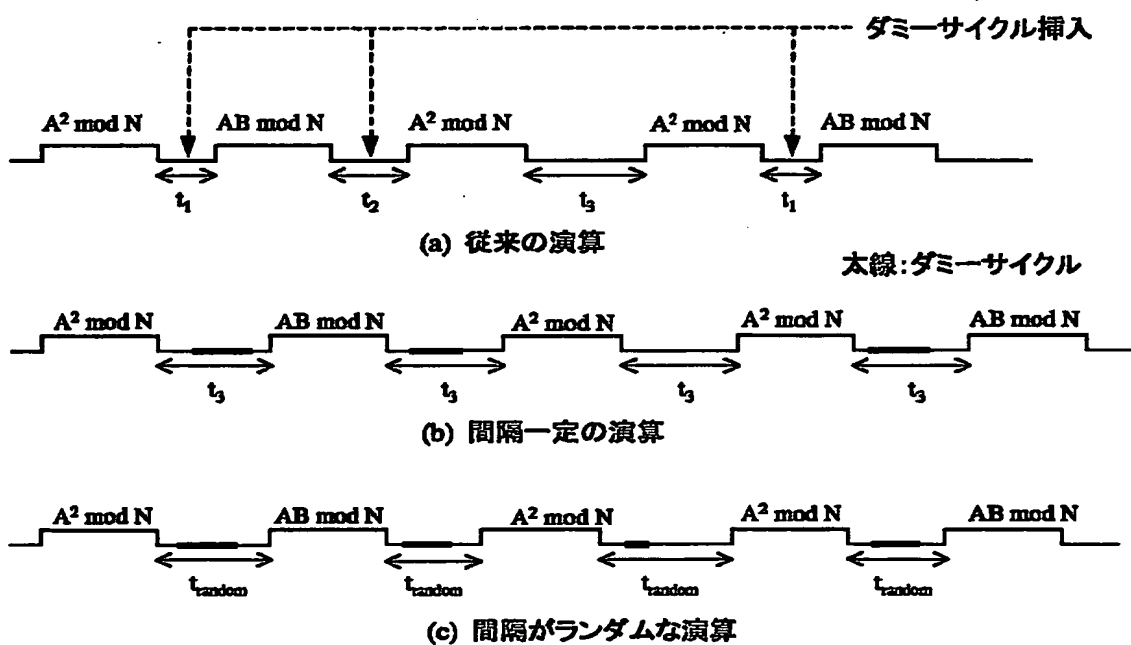 ダミーサイクル挿入
A² mod N AB mod N A² mod N A² mod N AB mod N
t₁ t₂ t₃ t₁
(a) 従来の演算
太線:ダミーサイクル
A² mod N AB mod N A² mod N A² mod N AB mod N
t₃ t₃ t₃ t₃
(b) 間隔一定の演算
A² mod N AB mod N A² mod N A² mod N AB mod N
t_random t_random t_random t_random
(c) 間隔がランダムな演算